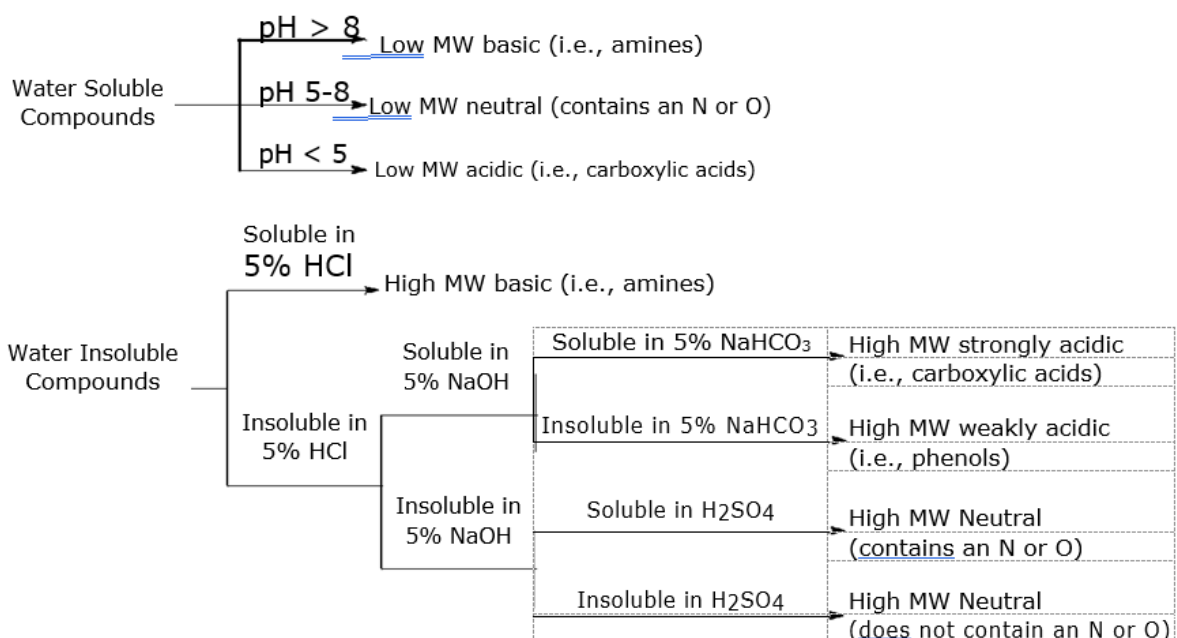 pH > 8
Low MW basic (i.e., amines)
Water Soluble
Compounds
pH 5-8
Low MW neutral (contains an N or O)
pH < 5
Low MW acidic (i.e., carboxylic acids)
Soluble in
5% HCl
High MW basic (i.e., amines)
Water Insoluble
Compounds
Insoluble in
5% HCl
Soluble in
5% NaOH
Soluble in 5% NaHCO3
High MW strongly acidic
(i.e., carboxylic acids)
Insoluble in 5% NaHCO3
High MW weakly acidic
(i.e., phenols)
Insoluble in
5% NaOH
Soluble in H2SO4
High MW Neutral
(contains an N or O)
Insoluble in H2SO4
High MW Neutral
(does not contain an N or O)